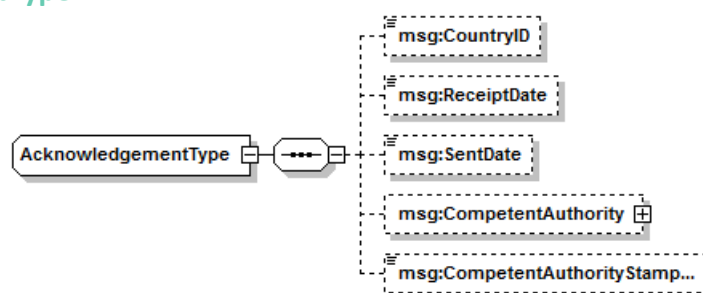 AcknowledgementType
msg:CountryID
msg:ReceiptDate
msg:SentDate
msg:CompetentAuthority
msg:CompetentAuthorityStamp...